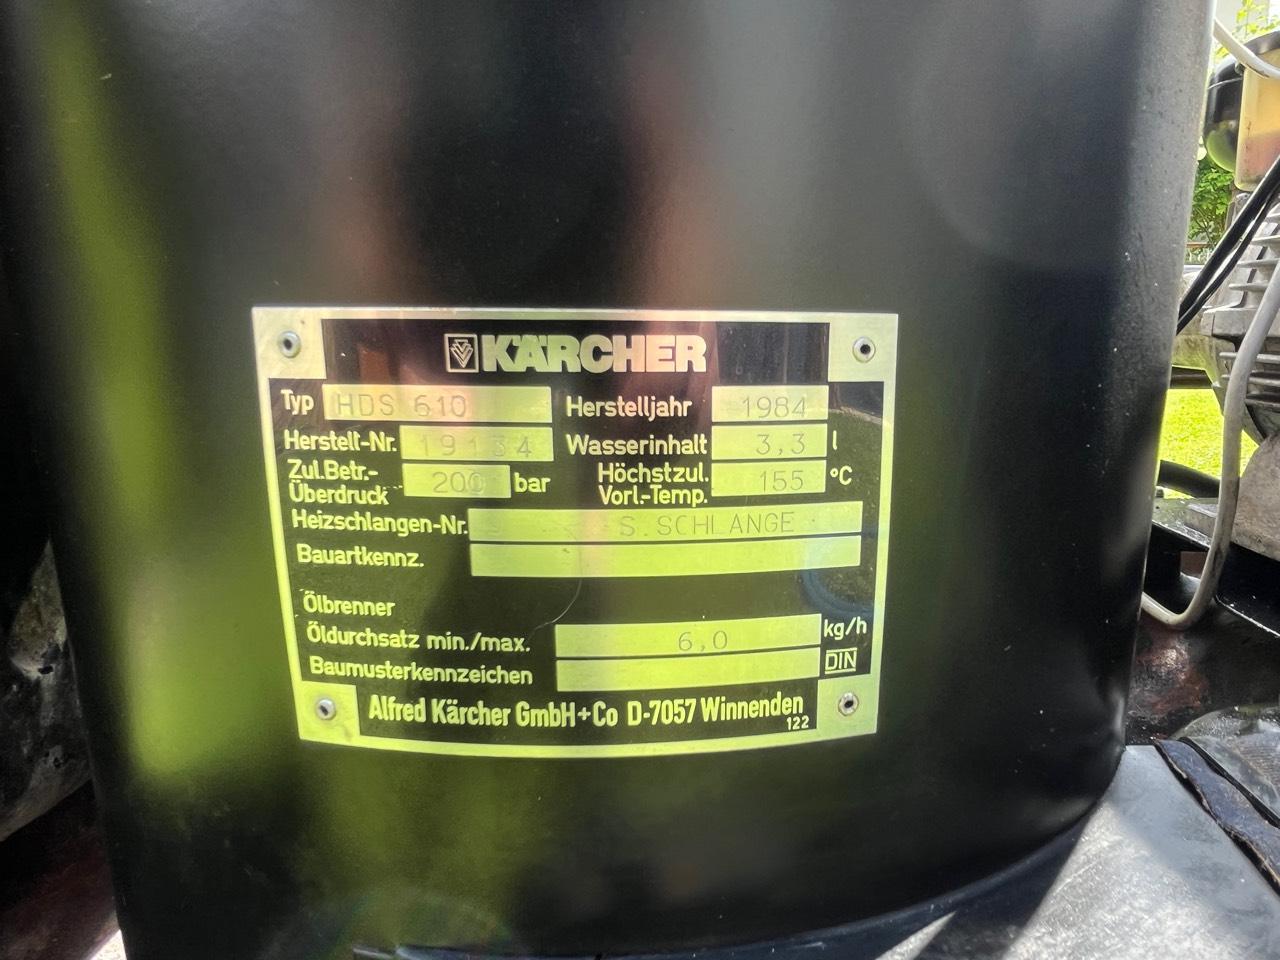 KÄRCHER
Typ HDS 610 Herstelljahr 1984
Herstell-Nr. 19134 Wasserinhalt 3,3 l
Zul.Betr.-Überdruck 200 bar Höchstzul. Vorl.-Temp. 155 °C
Heizschlangen-Nr. S.SCHLANGE
Bauartkennz.
Ölbrenner
Öldurchsatz min./max. 6,0 kg/h
Baumusterkennzeichen DIN
Alfred Kärcher GmbH+Co D-7057 Winnenden
122